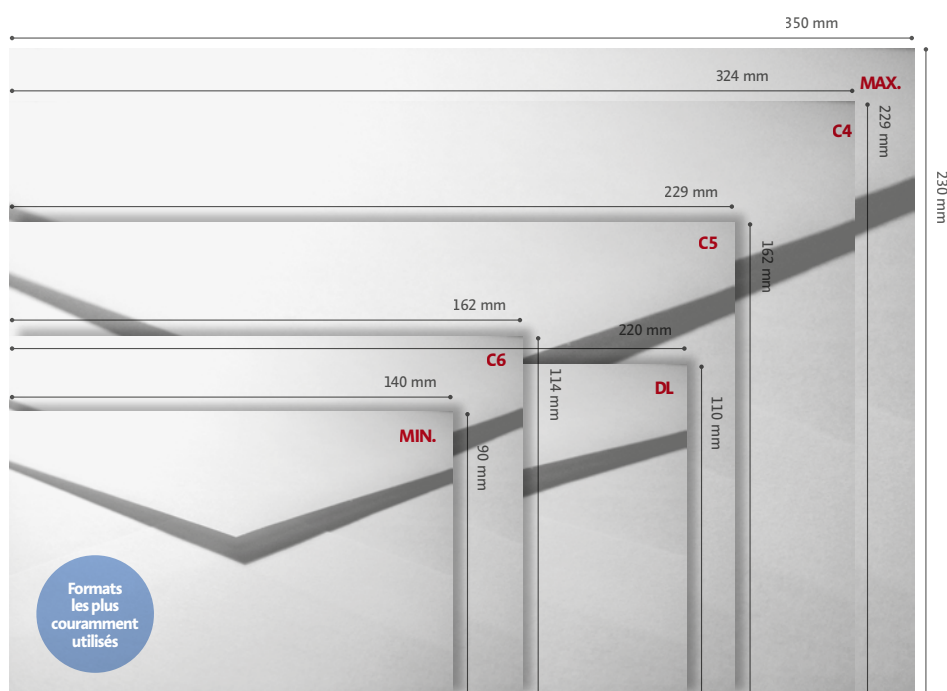 350 mm
324 mm
MAX.
C4
229 mm
230 mm
229 mm
C5
162 mm
162 mm
220 mm
C6
114 mm
DL
110 mm
140 mm
MIN.
90 mm
Formats
les plus
couramment
utilisés